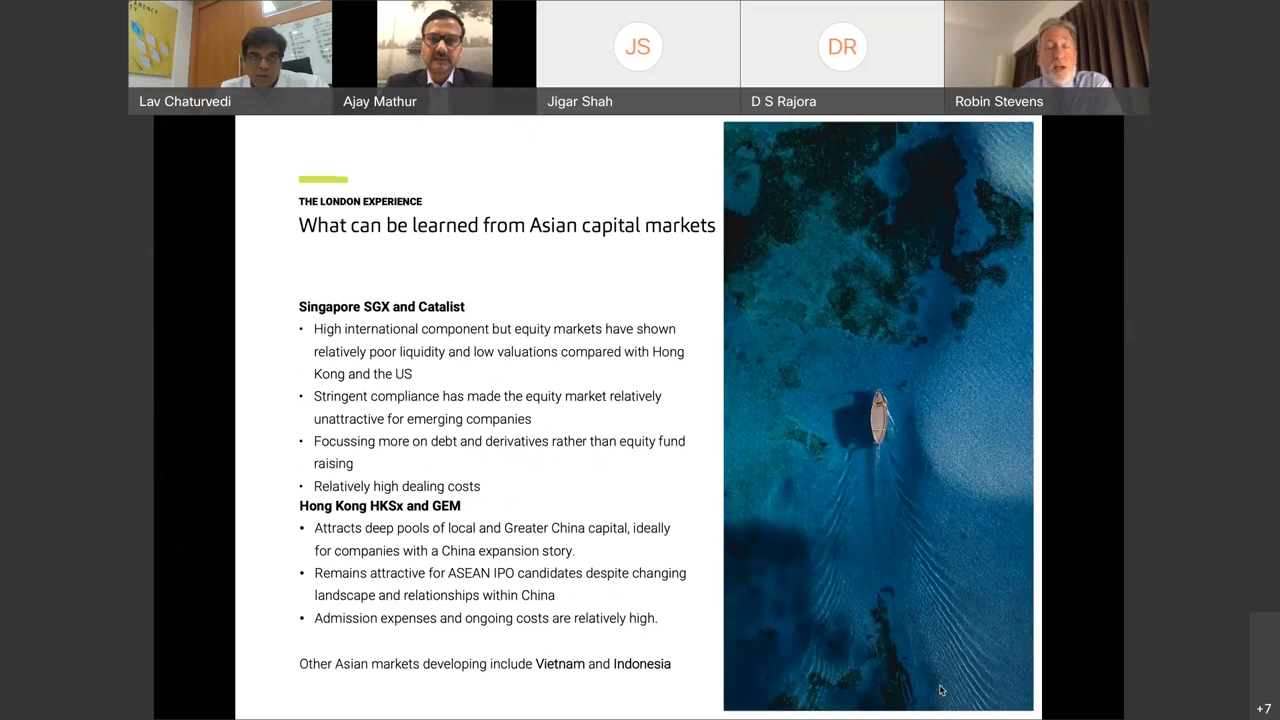 Lav Chaturvedi
Ajay Mathur
JS
Jigar Shah
DR
D S Rajora
Robin Stevens
THE LONDON EXPERIENCE
What can be learned from Asian capital markets
Singapore SGX and Catalist
• High international component but equity markets have shown
relatively poor liquidity and low valuations compared with Hong
Kong and the US
• Stringent compliance has made the equity market relatively
unattractive for emerging companies
• Focussing more on debt and derivatives rather than equity fund
raising
• Relatively high dealing costs
Hong Kong HKSx and GEM
• Attracts deep pools of local and Greater China capital, ideally
for companies with a China expansion story.
• Remains attractive for ASEAN IPO candidates despite changing
landscape and relationships within China
• Admission expenses and ongoing costs are relatively high.
Other Asian markets developing include Vietnam and Indonesia
+7